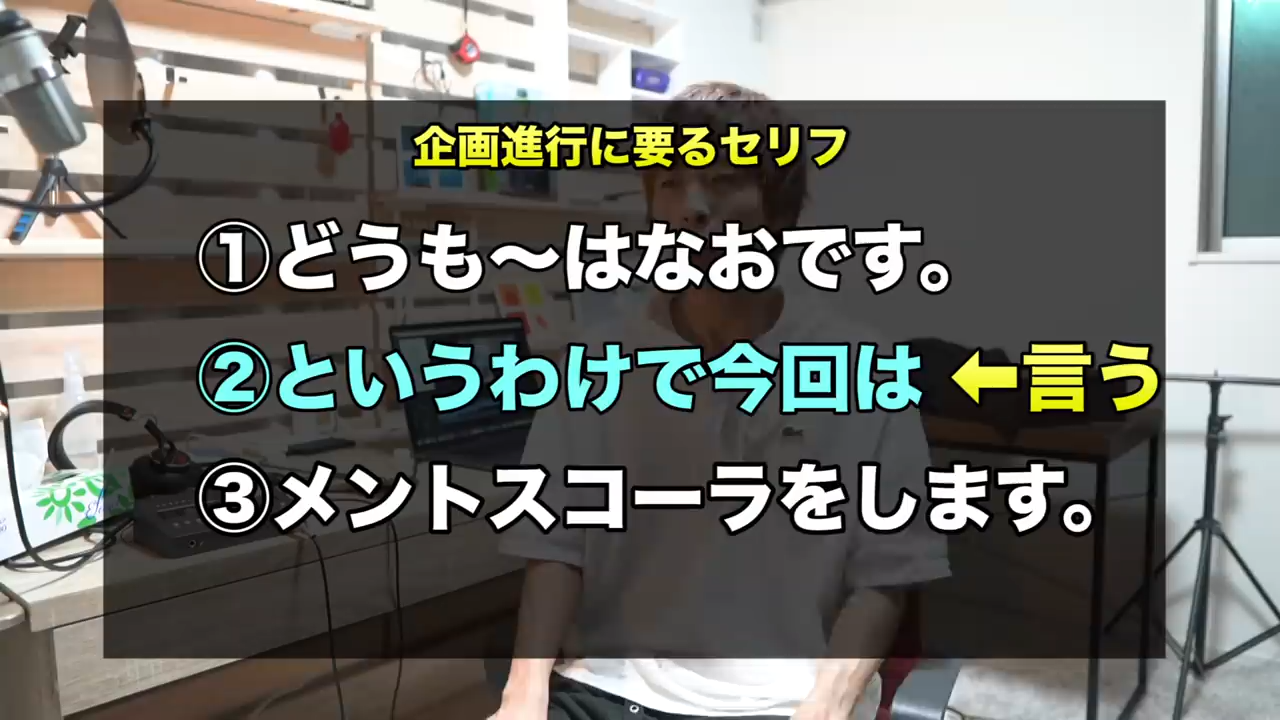 企画進行に要るセリフ
①どうも〜はなおです。
②というわけで今回は ⬅言う
③メントスコーラをします。